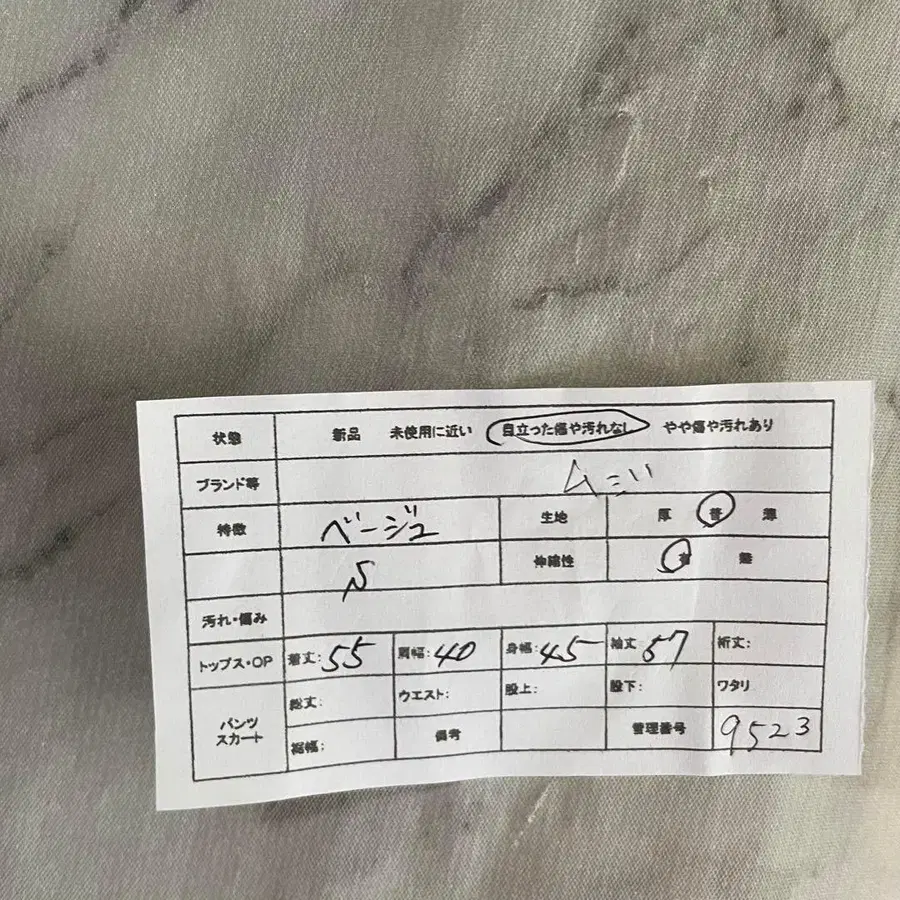 状態 新品 未使用に近い 目立った傷や汚れなし やや傷や汚れあり
ブランド等 ムジ
特徴 ベージュ 生地 厚 普 薄
S 伸縮性 有 無
汚れ・傷み
トップス・OP 着丈:55 肩幅:40 身幅:45 袖丈:57 裄丈:
パンツ スカート 総丈: ウエスト: 股上: 股下: ワタリ
裾幅: 備考 管理番号 9523